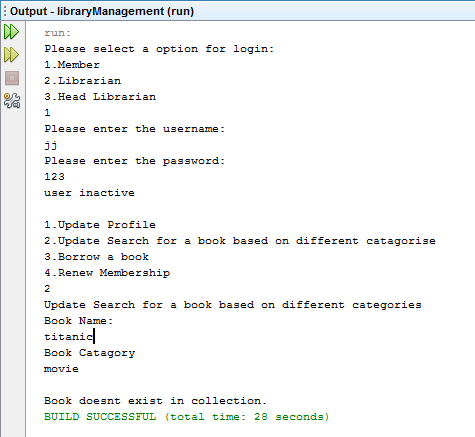 Output - libraryManagement (run)
run:
Please select a option for login:
1.Member
2.Librarian
3.Head Librarian
1
Please enter the username:
jj
Please enter the password:
123
user inactive
1.Update Profile
2.Update Search for a book based on different catagorise
3.Borrow a book
4.Renew Membership
2
Update Search for a book based on different categories
Book Name:
titanic
Book Catagory
movie
Book doesnt exist in collection.
BUILD SUCCESSFUL (total time: 28 seconds)